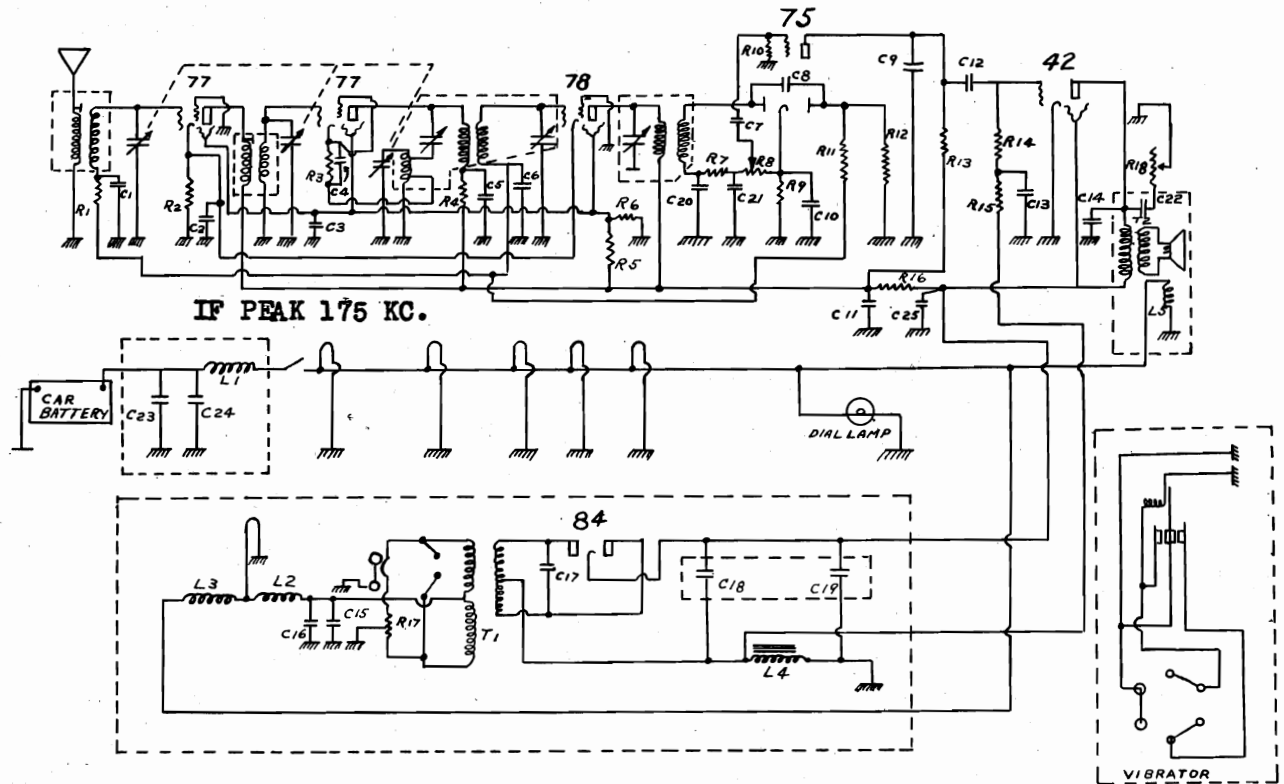 75
77
77
78
42
R10
C9
C12
R1
C1
R2
C2
R3
C4
C3
R4
C5
C6
R6
R5
C7
C8
R7
R8
C20
C21
R9
C10
R11
R12
R13
R14
R15
C13
C14
R18
C22
T2
L5
R16
C11
C25
IF PEAK 175 KC.
CAR
BATTERY
C23
C24
L1
DIAL LAMP
84
L3
L2
C16
C15
R17
T1
C17
C18
C19
L4
VIBRATOR